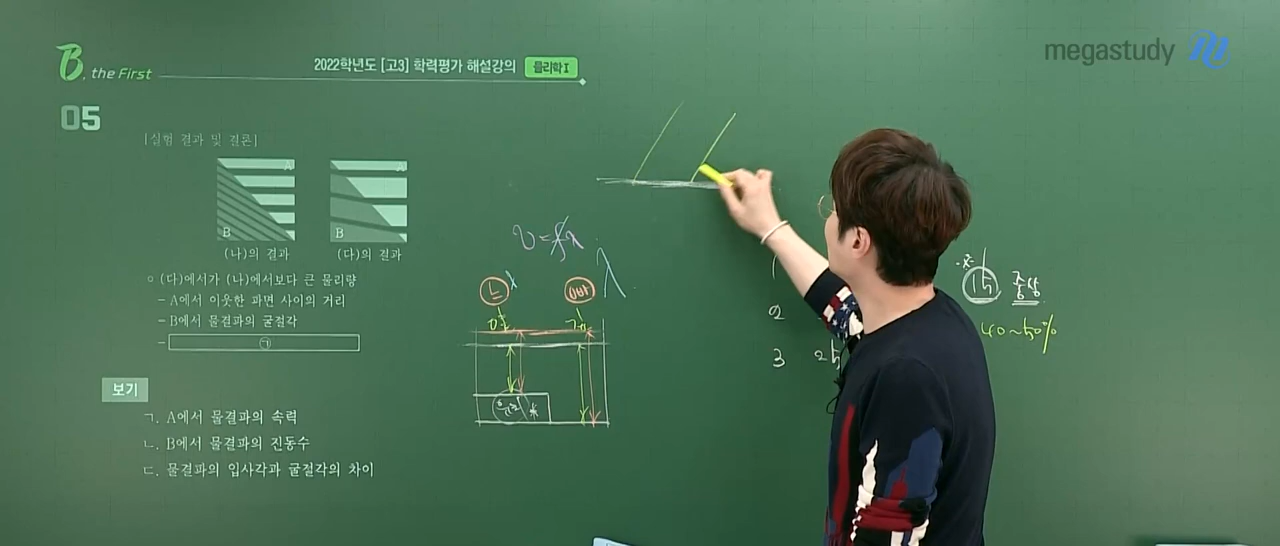 B. the First
2022학년도 [고3] 학력평가 해설강의 물리학 I
megastudy
05
[실험 결과 및 결론]
A A
B B
(나)의 결과 (다)의 결과
○ (다)에서가 (나)에서보다 큰 물리량
- A에서 이웃한 파면 사이의 거리
- B에서 물결파의 굴절각
- ㉠
보기
ㄱ. A에서 물결파의 속력
ㄴ. B에서 물결파의 진동수
ㄷ. 물결파의 입사각과 굴절각의 차이
v=fλ
λ
느 빠
중상
40~50%
2
3